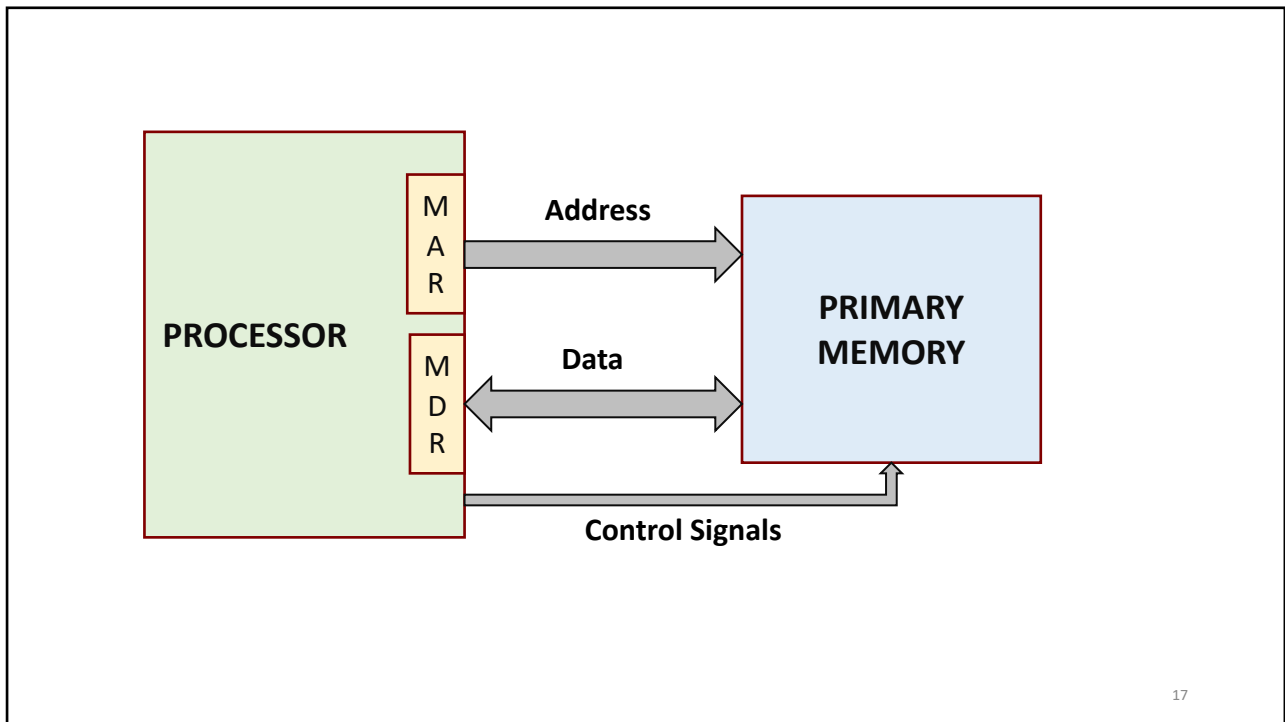 PROCESSOR
M
A
R
M
D
R
Address
Data
Control Signals
PRIMARY
MEMORY
17